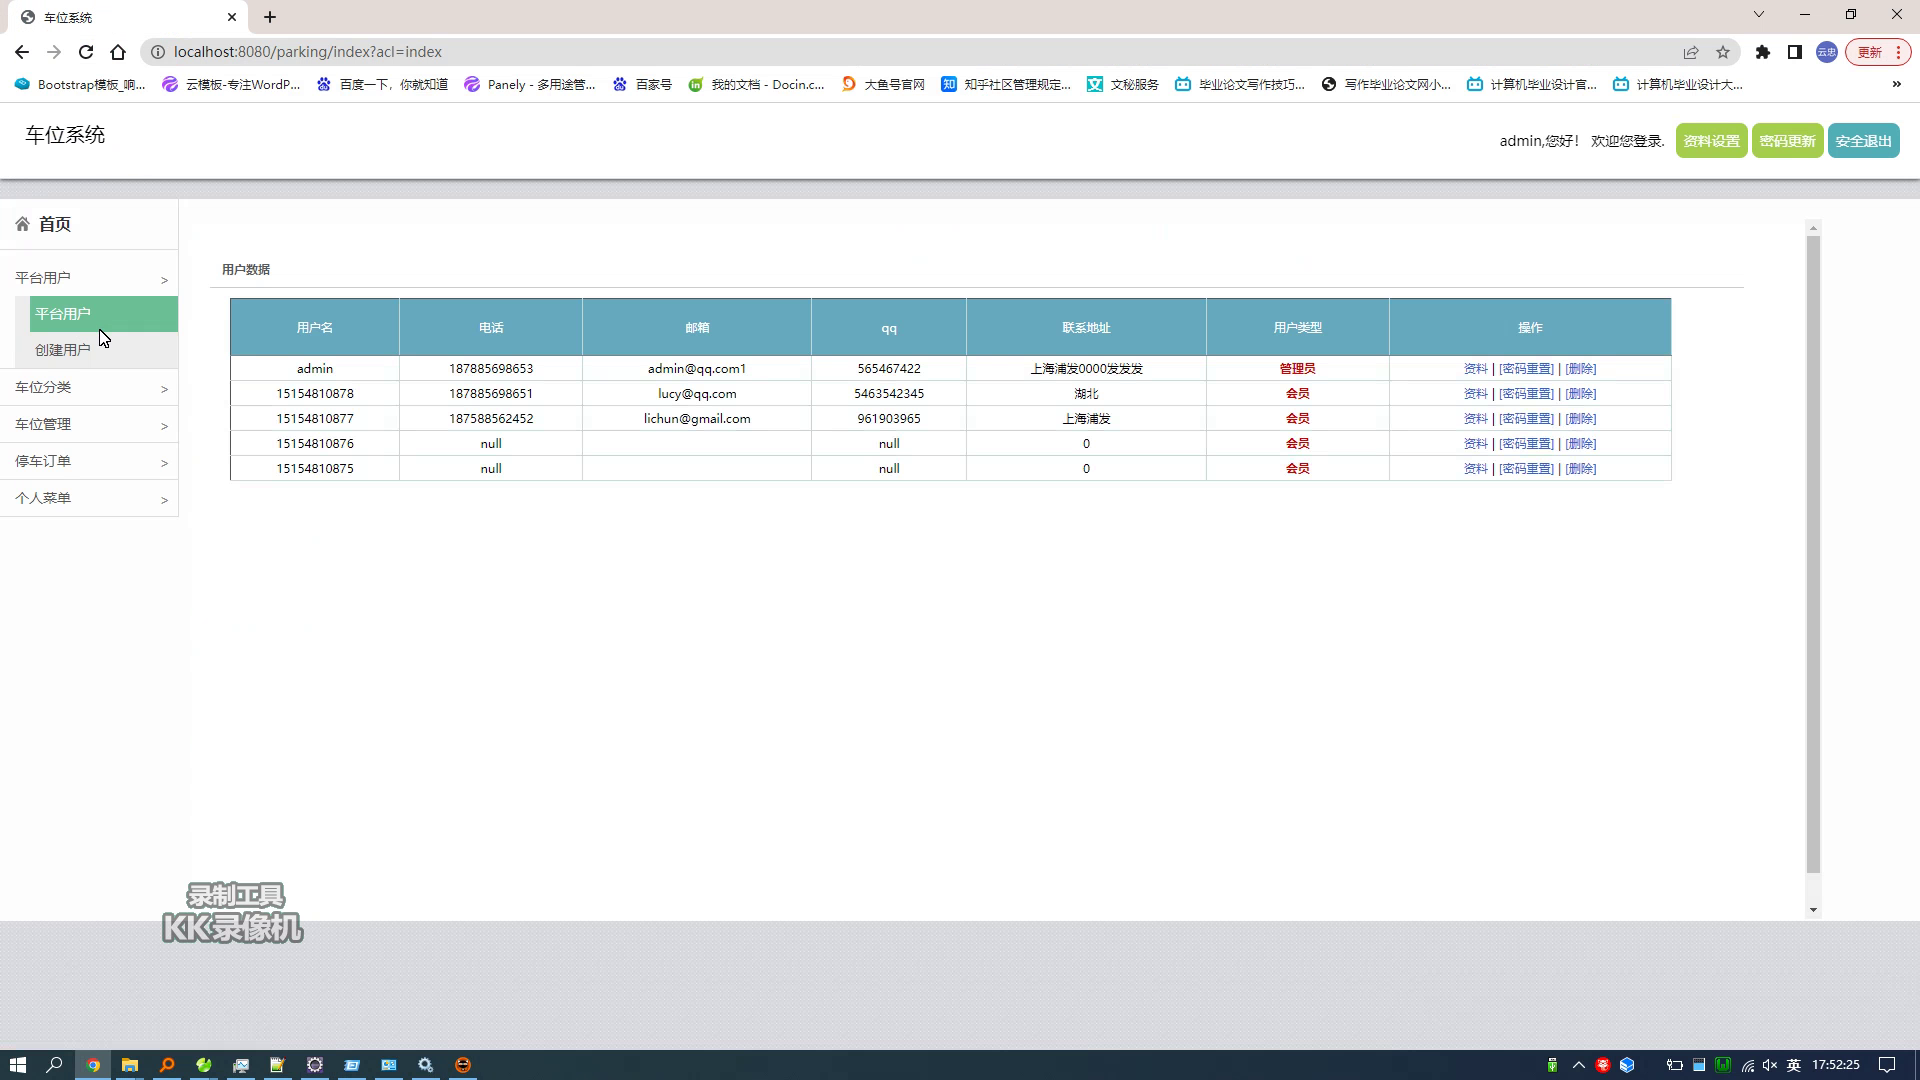 车位系统
localhost:8080/parking/index?acl=index
云忠
更新
Bootstrap模板_响... 云模板-专注WordP... 百度一下，你就知道 Panely - 多用途管... 百家号 我的文档 - Docin.c... 大鱼号官网 知乎社区管理规定... 文秘服务 毕业论文写作技巧... 写作毕业论文网小... 计算机毕业设计官... 计算机毕业设计大... »
车位系统
admin,您好! 欢迎您登录. 资料设置 密码更新 安全退出
首页
平台用户 >
平台用户
创建用户
车位分类 >
车位管理 >
停车订单 >
个人菜单 >
用户数据
用户名 电话 邮箱 qq 联系地址 用户类型 操作
admin 187885698653 admin@qq.com1 565467422 上海浦发0000发发发 管理员 资料 | [密码重置] | [删除]
15154810878 187885698651 lucy@qq.com 5463542345 湖北 会员 资料 | [密码重置] | [删除]
15154810877 187588562452 lichun@gmail.com 961903965 上海浦发 会员 资料 | [密码重置] | [删除]
15154810876 null null 0 会员 资料 | [密码重置] | [删除]
15154810875 null null 0 会员 资料 | [密码重置] | [删除]
录制工具
KK录像机
英 17:52:25